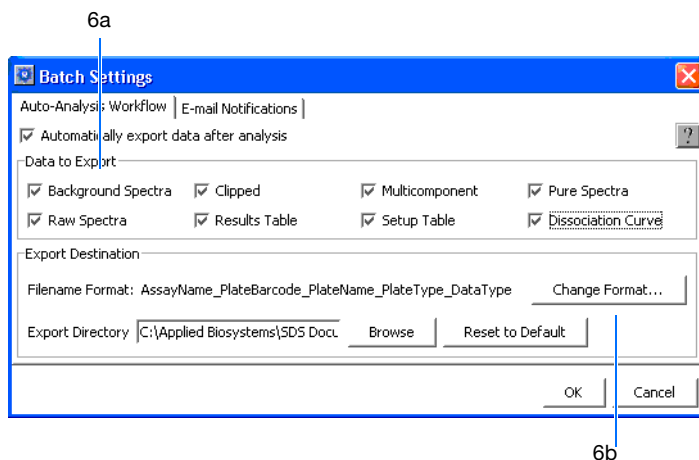 6a
Batch Settings
Auto-Analysis Workflow E-mail Notifications
Automatically export data after analysis ?
Data to Export
Background Spectra Clipped Multicomponent Pure Spectra
Raw Spectra Results Table Setup Table Dissociation Curve
Export Destination
Filename Format: AssayName_PlateBarcode_PlateName_PlateType_DataType Change Format...
Export Directory C:\Applied Biosystems\SDS Docu Browse Reset to Default
OK Cancel
6b